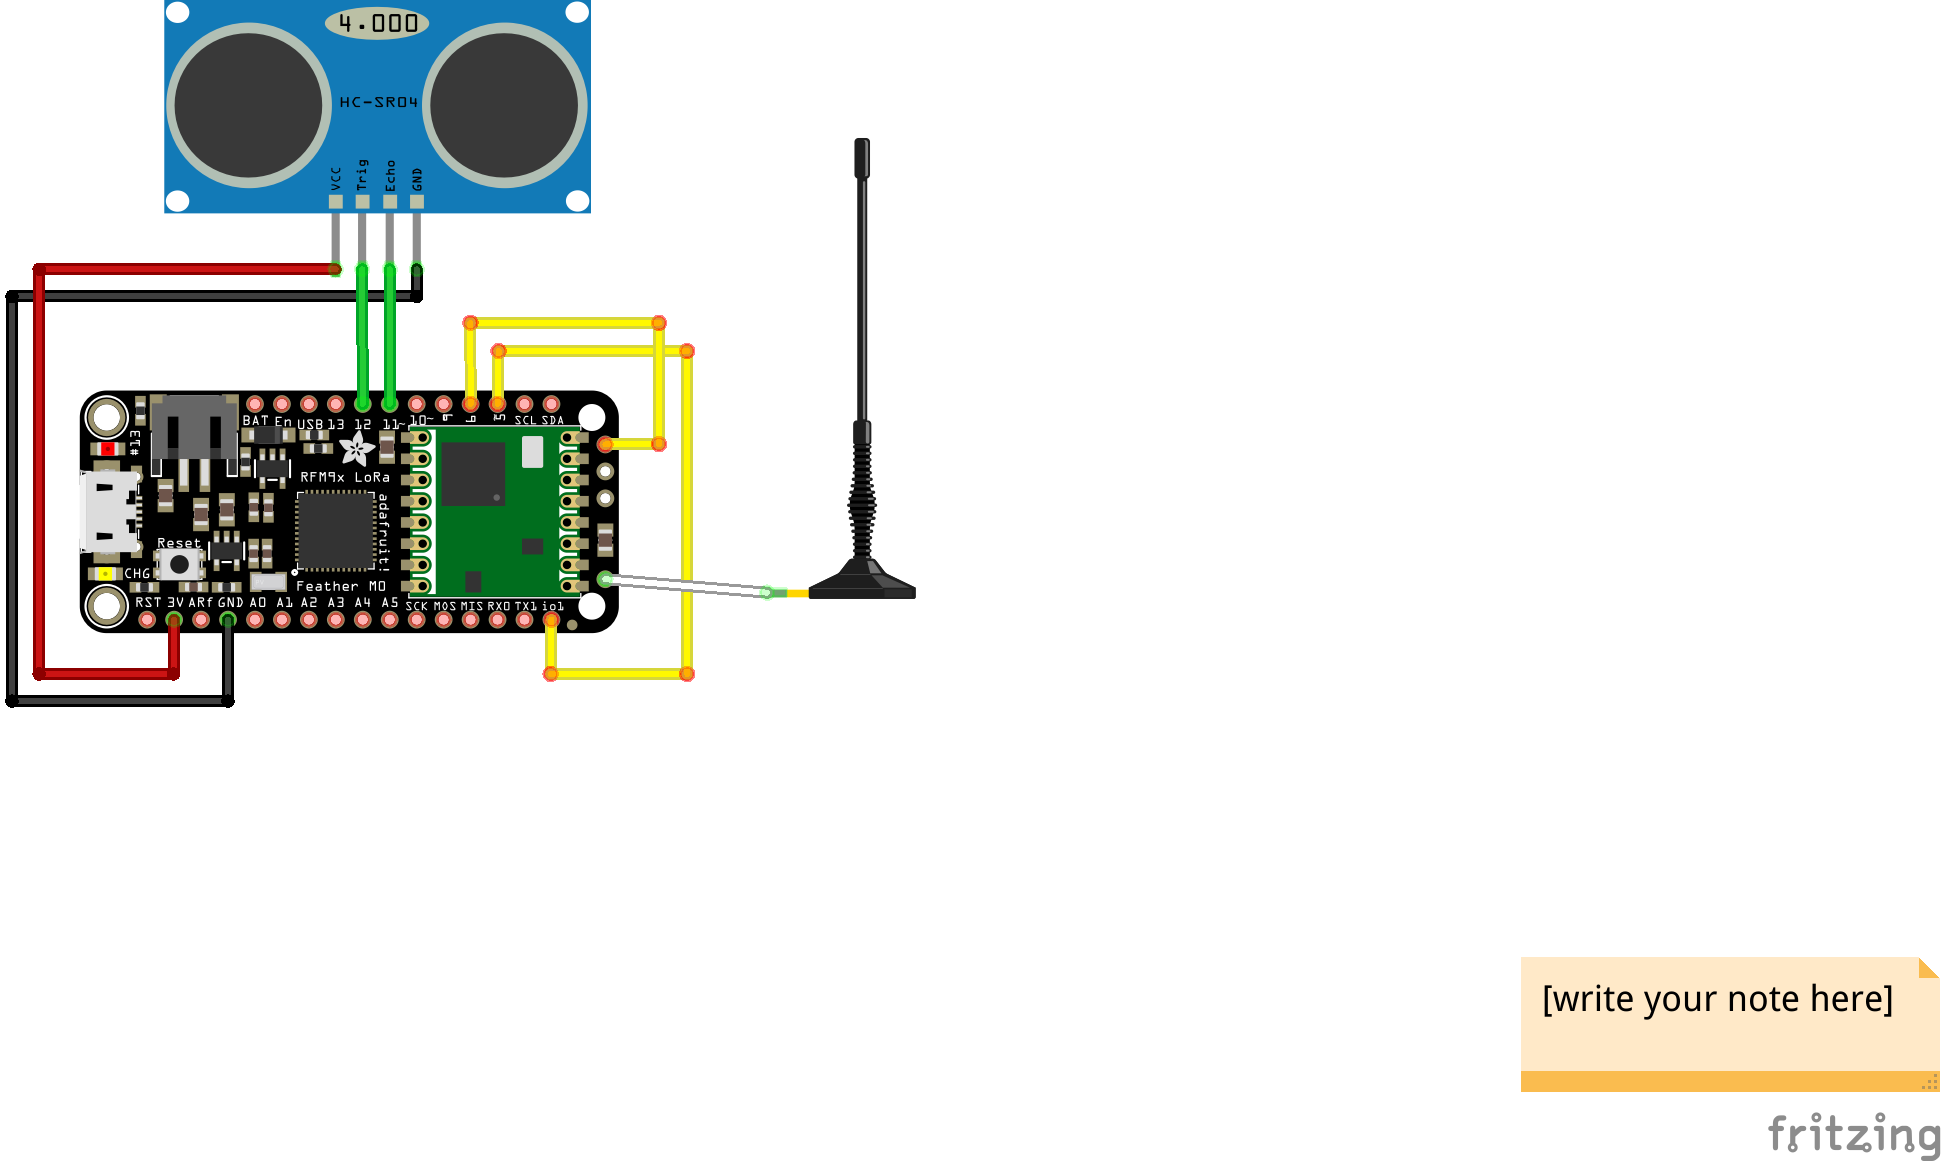 4.000
HC-SR04
VCC Trig Echo GND
BAT En USB 13 12 11~ 10~ 9 6 5 SCL SDA
#13
RFM9x LoRa
adafruit!
Reset
CHG
Feather M0
RST 3V ARf GND A0 A1 A2 A3 A4 A5 SCK MOS MIS RX0 TX1 io1
[write your note here]
fritzing